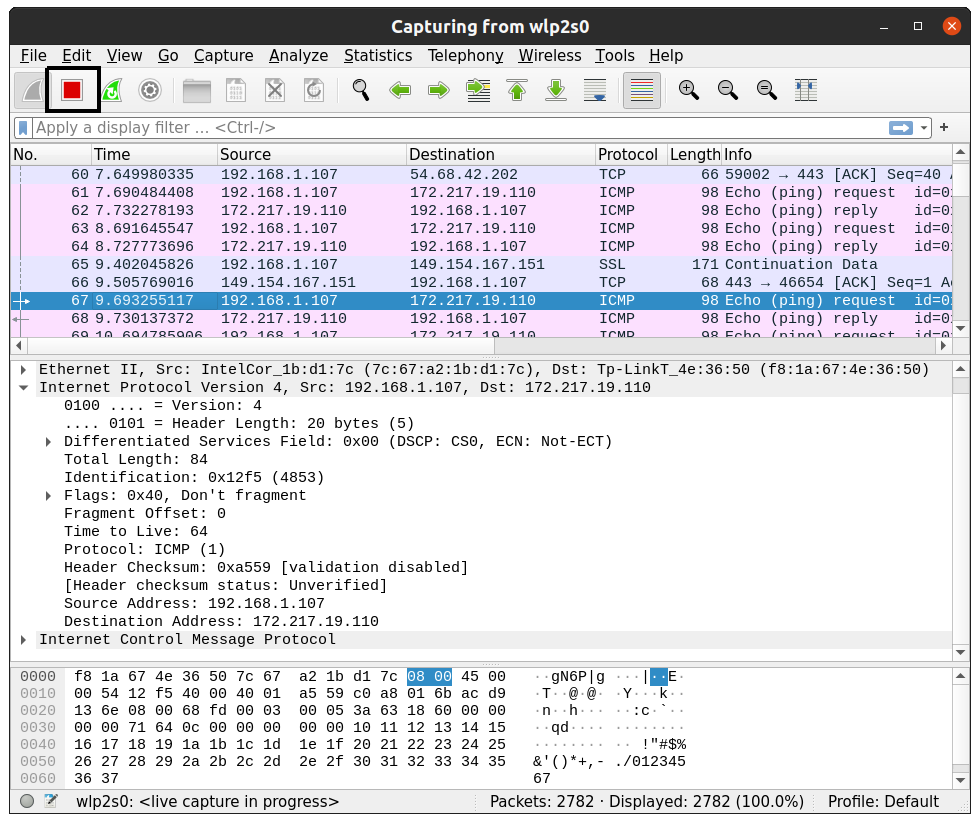 Capturing from wlp2s0
File Edit View Go Capture Analyze Statistics Telephony Wireless Tools Help
Apply a display filter ... <Ctrl-/>
No. Time Source Destination Protocol Length Info
60 7.649980335 192.168.1.107 54.68.42.202 TCP 66 59002 → 443 [ACK] Seq=40
61 7.690484408 192.168.1.107 172.217.19.110 ICMP 98 Echo (ping) request id=0
62 7.732278193 172.217.19.110 192.168.1.107 ICMP 98 Echo (ping) reply id=0
63 8.691645547 192.168.1.107 172.217.19.110 ICMP 98 Echo (ping) request id=0
64 8.727773696 172.217.19.110 192.168.1.107 ICMP 98 Echo (ping) reply id=0
65 9.402045826 192.168.1.107 149.154.167.151 SSL 171 Continuation Data
66 9.505769016 149.154.167.151 192.168.1.107 TCP 68 443 → 46654 [ACK] Seq=1
67 9.693255117 192.168.1.107 172.217.19.110 ICMP 98 Echo (ping) request id=0
68 9.730137372 172.217.19.110 192.168.1.107 ICMP 98 Echo (ping) reply id=0
69 10.694785906 192.168.1.107 172.217.19.110 ICMP 98 Echo (ping) request id=0
Ethernet II, Src: IntelCor_1b:d1:7c (7c:67:a2:1b:d1:7c), Dst: Tp-LinkT_4e:36:50 (f8:1a:67:4e:36:50)
Internet Protocol Version 4, Src: 192.168.1.107, Dst: 172.217.19.110
0100 .... = Version: 4
.... 0101 = Header Length: 20 bytes (5)
Differentiated Services Field: 0x00 (DSCP: CS0, ECN: Not-ECT)
Total Length: 84
Identification: 0x12f5 (4853)
Flags: 0x40, Don't fragment
Fragment Offset: 0
Time to Live: 64
Protocol: ICMP (1)
Header Checksum: 0xa559 [validation disabled]
[Header checksum status: Unverified]
Source Address: 192.168.1.107
Destination Address: 172.217.19.110
Internet Control Message Protocol
0000 f8 1a 67 4e 36 50 7c 67 a2 1b d1 7c 08 00 45 00 ··gN6P|g ···|··E·
0010 00 54 12 f5 40 00 40 01 a5 59 c0 a8 01 6b ac d9 ·T··@·@· ·Y···k··
0020 13 6e 08 00 68 fd 00 03 00 05 3a 63 18 60 00 00 ·n··h··· ··:c·`··
0030 00 00 71 64 0c 00 00 00 00 00 10 11 12 13 14 15 ··qd···· ········
0040 16 17 18 19 1a 1b 1c 1d 1e 1f 20 21 22 23 24 25 ········ ·· !"#$%
0050 26 27 28 29 2a 2b 2c 2d 2e 2f 30 31 32 33 34 35 &'()*+,- ./012345
0060 36 37 67
wlp2s0: <live capture in progress> Packets: 2782 · Displayed: 2782 (100.0%) Profile: Default